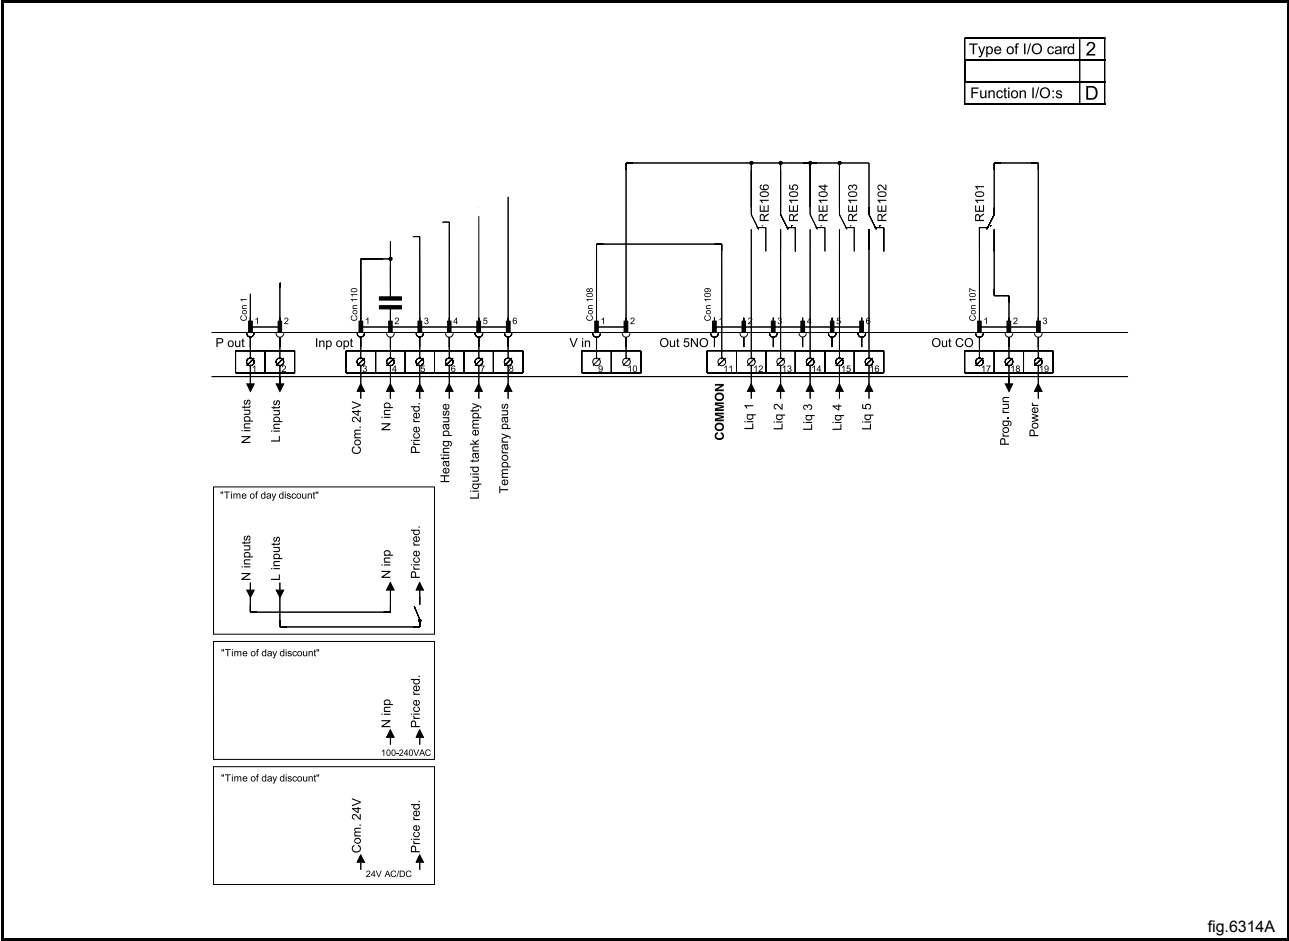 Type of I/O card 2
Function I/O:s D
RE106 RE105 RE104 RE103 RE102 RE101
Con 1 Con 110 Con 108 Con 109 Con 107
1 2 1 2 3 4 5 6 1 2 1 2 3 4 5 6 1 2 3
P out Inp opt V in Out 5NO Out CO
1 2 3 4 5 6 7 8 9 10 11 12 13 14 15 16 17 18 19
N inputs
L inputs
Com. 24V
N inp
Price red.
Heating pause
Liquid tank empty
Temporary paus
COMMON
Liq 1
Liq 2
Liq 3
Liq 4
Liq 5
Prog. run
Power
"Time of day discount"
N inputs
L inputs
N inp
Price red.
"Time of day discount"
N inp
Price red.
100-240VAC
"Time of day discount"
Com. 24V
Price red.
24V AC/DC
fig.6314A